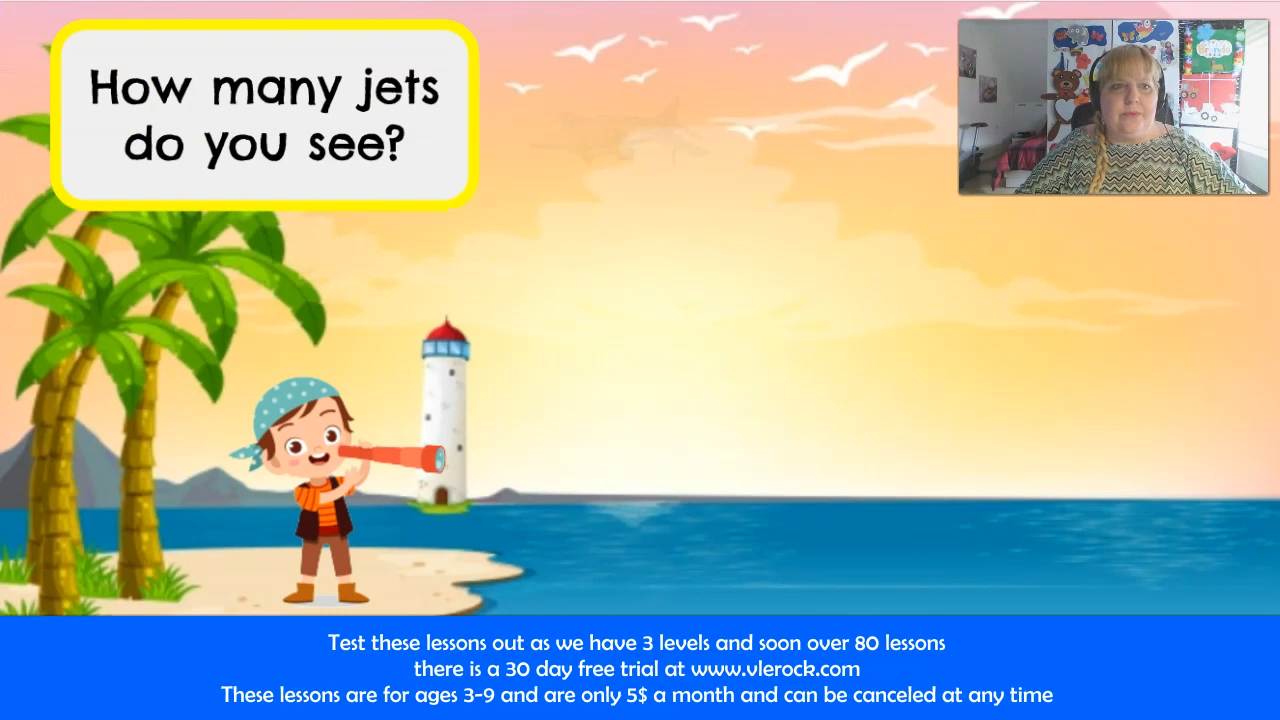 How many jets
do you see?
Test these lessons out as we have 3 levels and soon over 80 lessons
there is a 30 day free trial at www.vlerock.com
These lessons are for ages 3-9 and are only 5$ a month and can be canceled at any time